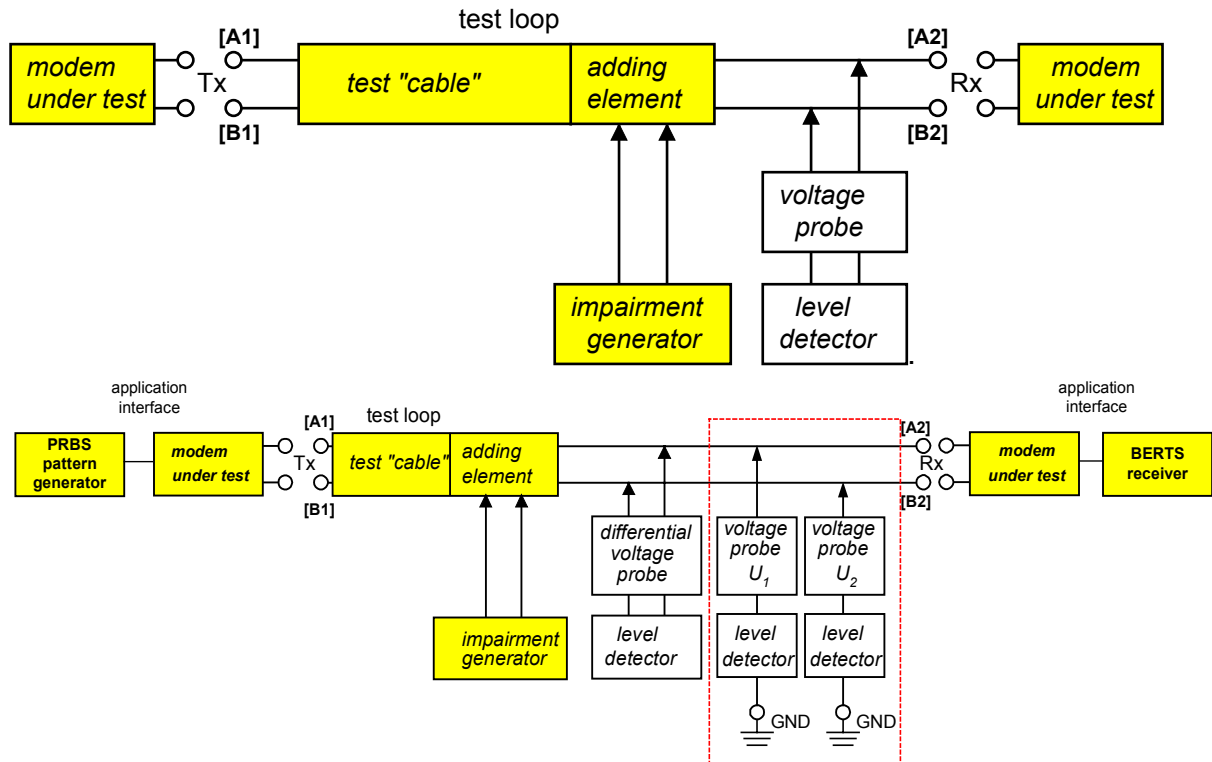 test loop
[A1]
[A2]
modem
under test
Tx
test "cable"
adding
element
Rx
modem
under test
[B1]
[B2]
voltage
probe
impairment
generator
level
detector
.
application
interface
application
interface
test loop
[A1]
[A2]
PRBS
pattern
generator
modem
under test
Tx
test "cable"
adding
element
Rx
modem
under test
BERTS
receiver
[B1]
[B2]
differential
voltage
probe
voltage
probe
U1
voltage
probe
U2
impairment
generator
level
detector
level
detector
level
detector
GND
GND